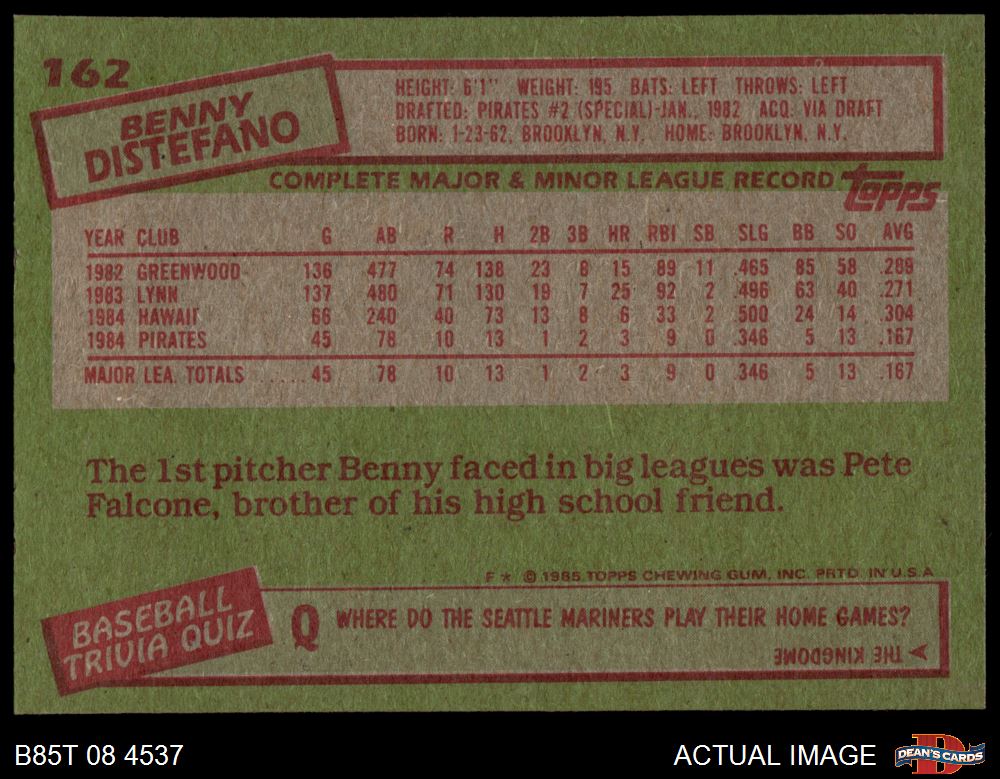 162
BENNY
DISTEFANO
HEIGHT: 6'1" WEIGHT: 195 BATS: LEFT THROWS: LEFT
DRAFTED: PIRATES #2 (SPECIAL)-JAN., 1982 ACQ. VIA DRAFT
BORN: 1-23-62, BROOKLYN, N.Y. HOME: BROOKLYN, N.Y.
COMPLETE MAJOR & MINOR LEAGUE RECORD topps
YEAR CLUB G AB R H 2B 3B HR RBI SB SLG BB SO AVG
1982 GREENWOOD 136 477 74 138 23 8 15 89 11 .465 85 58 .289
1983 LYNN 137 480 71 130 19 7 25 92 2 .496 63 40 .271
1984 HAWAII 66 240 40 73 13 8 6 33 2 .500 24 14 .304
1984 PIRATES 45 78 10 13 1 2 3 9 0 .346 5 13 .167
MAJOR LEA. TOTALS ...... 45 78 10 13 1 2 3 9 0 .346 5 13 .167
The 1st pitcher Benny faced in big leagues was Pete
Falcone, brother of his high school friend.
F * © 1985 TOPPS CHEWING GUM, INC. PRTD. IN U.S.A
BASEBALL
TRIVIA QUIZ
Q WHERE DO THE SEATTLE MARINERS PLAY THEIR HOME GAMES?
THE KINGDOME
B85T 08 4537
ACTUAL IMAGE
D
DEAN'S CARDS